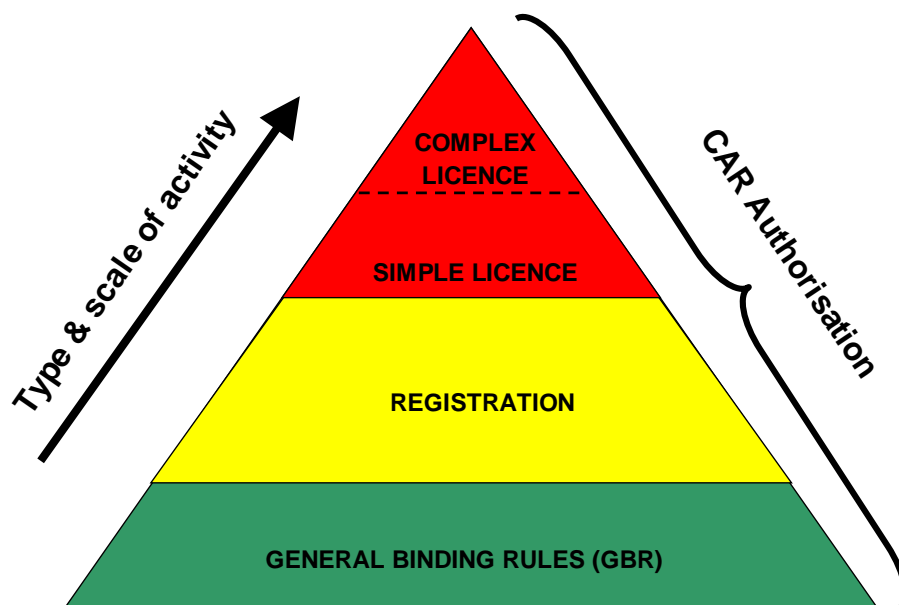 COMPLEX
LICENCE
SIMPLE LICENCE
REGISTRATION
GENERAL BINDING RULES (GBR)
Type & scale of activity
CAR Authorisation